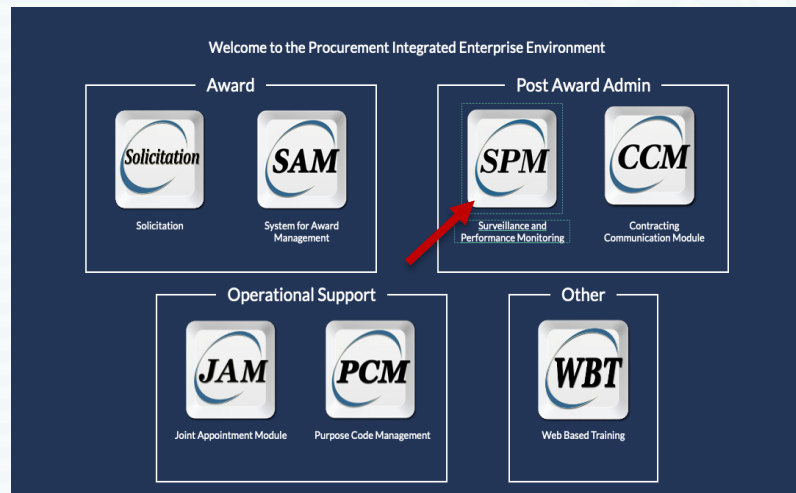 Welcome to the Procurement Integrated Enterprise Environment
Award
Post Award Admin
Solicitation
SAM
SPM
CCM
Solicitation
System for Award
Management
Surveillance and
Performance Monitoring
Contracting
Communication Module
Operational Support
Other
JAM
PCM
WBT
Joint Appointment Module
Purpose Code Management
Web Based Training